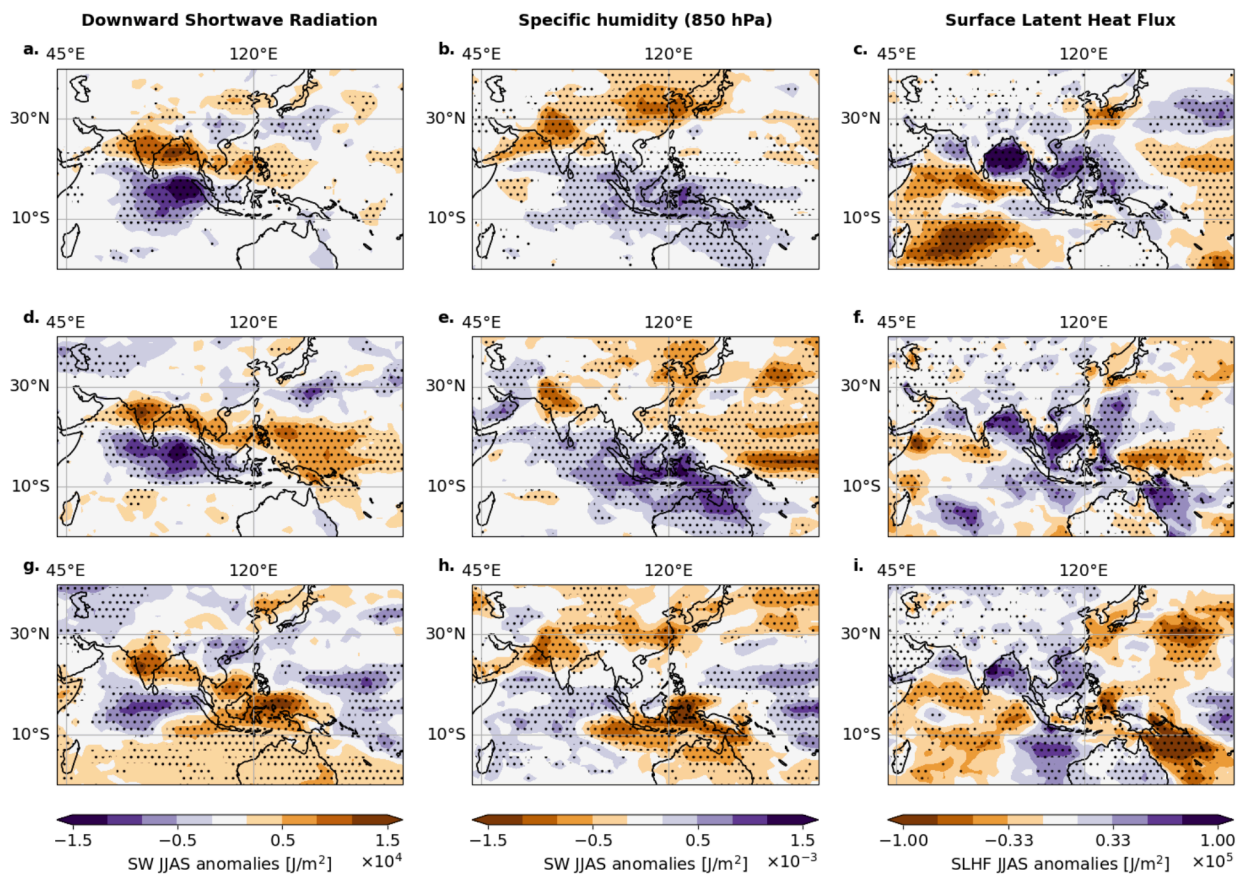 Downward Shortwave Radiation Specific humidity (850 hPa) Surface Latent Heat Flux
a. 45°E 120°E b. 45°E 120°E c. 45°E 120°E
30°N 30°N 30°N
10°S 10°S 10°S
d. 45°E 120°E e. 45°E 120°E f. 45°E 120°E
30°N 30°N 30°N
10°S 10°S 10°S
g. 45°E 120°E h. 45°E 120°E i. 45°E 120°E
30°N 30°N 30°N
10°S 10°S 10°S
−1.5 −0.5 0.5 1.5 −1.5 −0.5 0.5 1.5 −1.00 −0.33 0.33 1.00
SW JJAS anomalies [J/m²] ×10⁴ SW JJAS anomalies [J/m²] ×10⁻³ SLHF JJAS anomalies [J/m²] ×10⁵